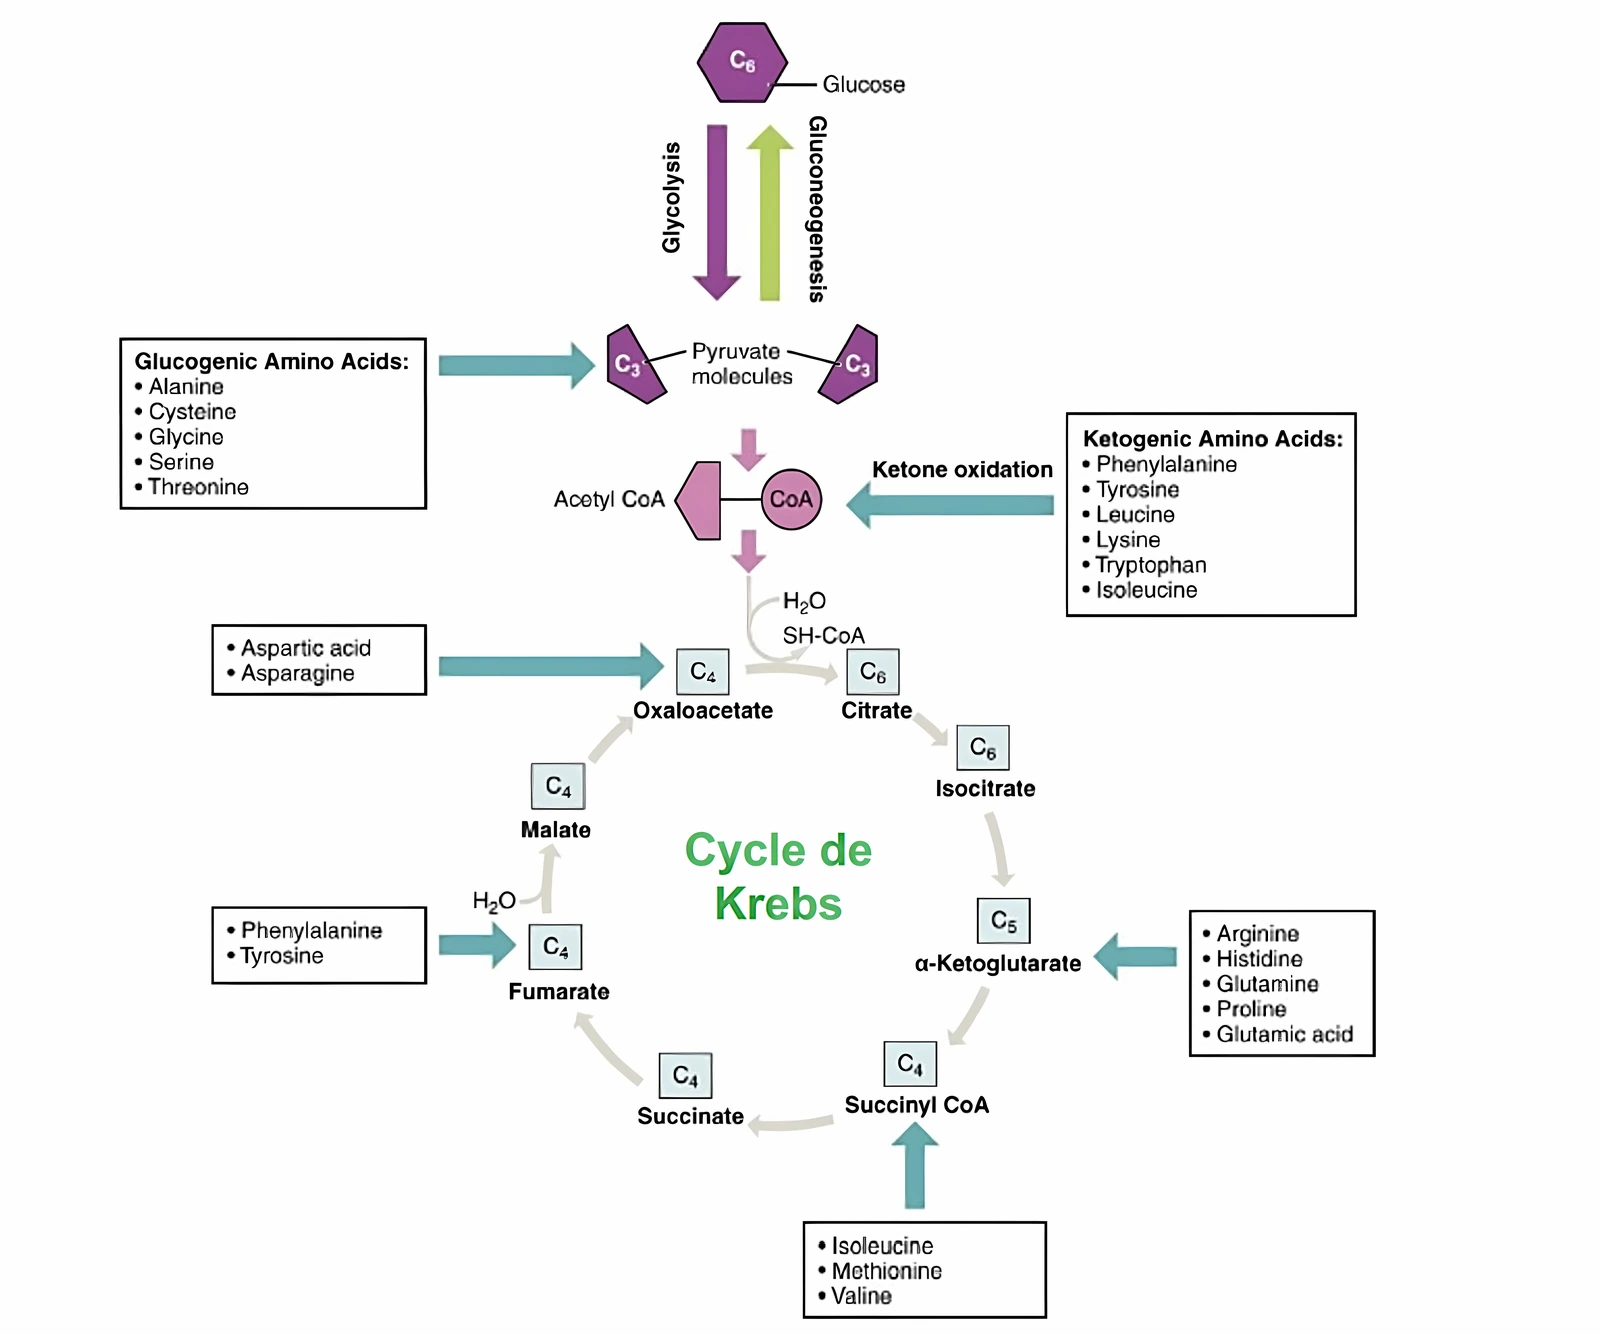 C6
Glucose
Glycolysis
Gluconeogenesis
Glucogenic Amino Acids:
• Alanine
• Cysteine
• Glycine
• Serine
• Threonine
C3
Pyruvate
molecules
C3
Ketogenic Amino Acids:
• Phenylalanine
• Tyrosine
• Leucine
• Lysine
• Tryptophan
• Isoleucine
Ketone oxidation
Acetyl CoA
CoA
H2O
SH-CoA
• Aspartic acid
• Asparagine
C4
Oxaloacetate
C6
Citrate
C6
Isocitrate
C4
Malate
Cycle de
Krebs
H2O
• Phenylalanine
• Tyrosine
C4
Fumarate
C5
α-Ketoglutarate
• Arginine
• Histidine
• Glutamine
• Proline
• Glutamic acid
C4
Succinyl CoA
C4
Succinate
• Isoleucine
• Methionine
• Valine